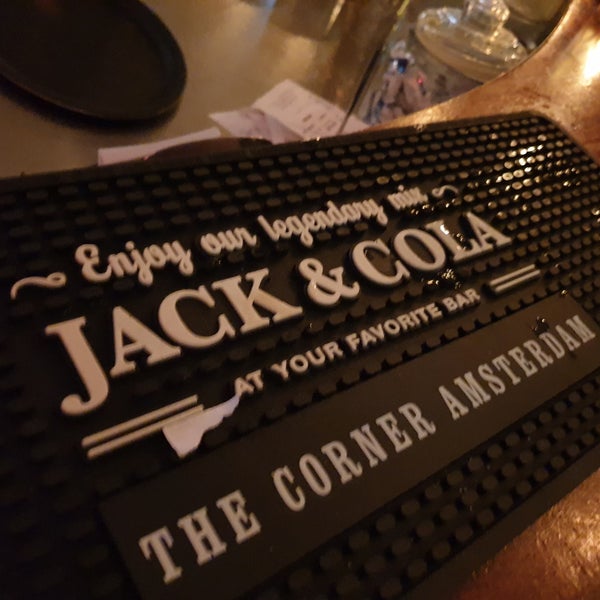 Enjoy our legendary mix
JACK & COLA
AT YOUR FAVORITE BAR
THE CORNER AMSTERDAM